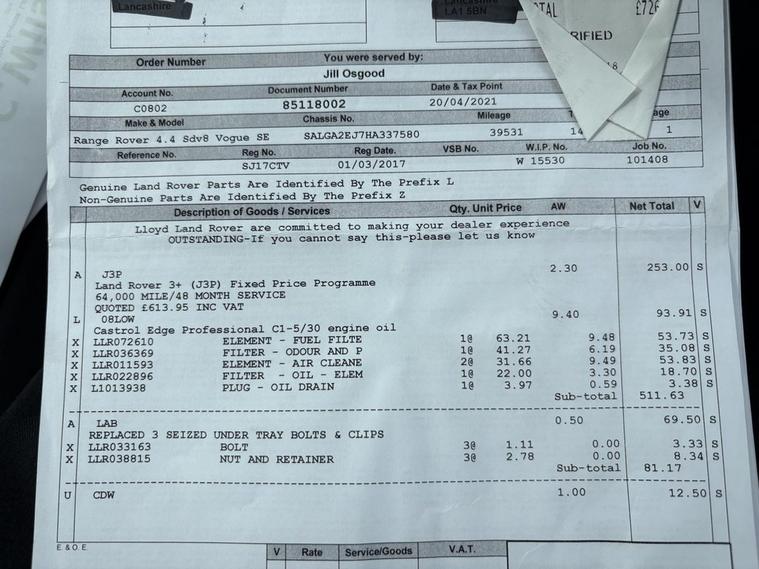 Lancashire
LA1 5BN
TAL £726
RIFIED
Order Number You were served by:
Jill Osgood
Account No. Document Number Date & Tax Point
C0802 85118002 20/04/2021
Make & Model Chassis No. Mileage age
Range Rover 4.4 Sdv8 Vogue SE SALGA2EJ7HA337580 39531 14 1
Reference No. Reg No. Reg Date. VSB No. W.I.P. No. Job No.
SJ17CTV 01/03/2017 W 15530 101408
Genuine Land Rover Parts Are Identified By The Prefix L
Non-Genuine Parts Are Identified By The Prefix Z
Description of Goods / Services Qty. Unit Price AW Net Total V
Lloyd Land Rover are committed to making your dealer experience
OUTSTANDING-If you cannot say this-please let us know
A J3P 2.30 253.00 S
Land Rover 3+ (J3P) Fixed Price Programme
64,000 MILE/48 MONTH SERVICE
QUOTED £613.95 INC VAT
L 08LOW 9.40 93.91 S
Castrol Edge Professional C1-5/30 engine oil
X LLR072610 ELEMENT - FUEL FILTE 1@ 63.21 9.48 53.73 S
X LLR036369 FILTER - ODOUR AND P 1@ 41.27 6.19 35.08 S
X LLR011593 ELEMENT - AIR CLEANE 2@ 31.66 9.49 53.83 S
X LLR022896 FILTER - OIL - ELEM 1@ 22.00 3.30 18.70 S
X L1013938 PLUG - OIL DRAIN 1@ 3.97 0.59 3.38 S
Sub-total 511.63
A LAB 0.50 69.50 S
REPLACED 3 SEIZED UNDER TRAY BOLTS & CLIPS
X LLR033163 BOLT 3@ 1.11 0.00 3.33 S
X LLR038815 NUT AND RETAINER 3@ 2.78 0.00 8.34 S
Sub-total 81.17
U CDW 1.00 12.50 S
E. & O. E.
V Rate Service/Goods V.A.T.